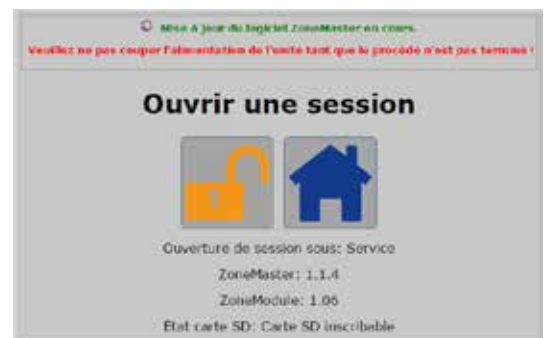 Mise à jour du logiciel ZoneMaster en cours.
Veuillez ne pas couper l'alimentation de l'unité tant que le procédé n'est pas terminé !
Ouvrir une session
Ouverture de session sous: Service
ZoneMaster: 1.1.4
ZoneModule: 1.06
État carte SD: Carte SD inscribable